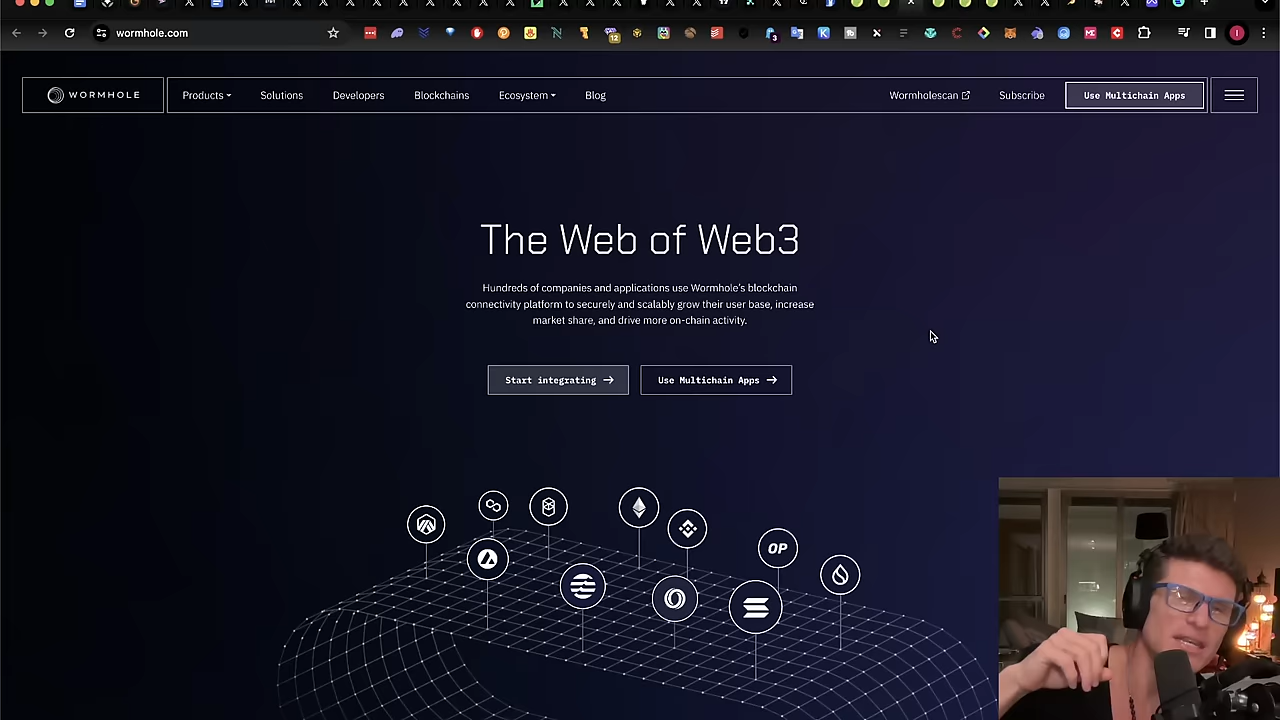 wormhole.com
12
3
WORMHOLE
Products
Solutions
Developers
Blockchains
Ecosystem
Blog
Wormholescan
Subscribe
Use Multichain Apps
The Web of Web3
Hundreds of companies and applications use Wormhole's blockchain
connectivity platform to securely and scalably grow their user base, increase
market share, and drive more on-chain activity.
Start integrating
Use Multichain Apps
OP